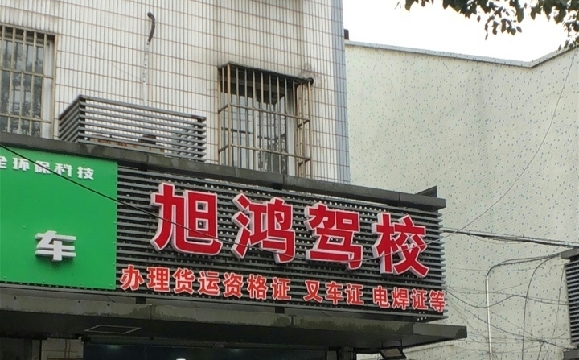 全环保科技
车
旭鸿驾校
办理货运资格证 叉车证 电焊证等